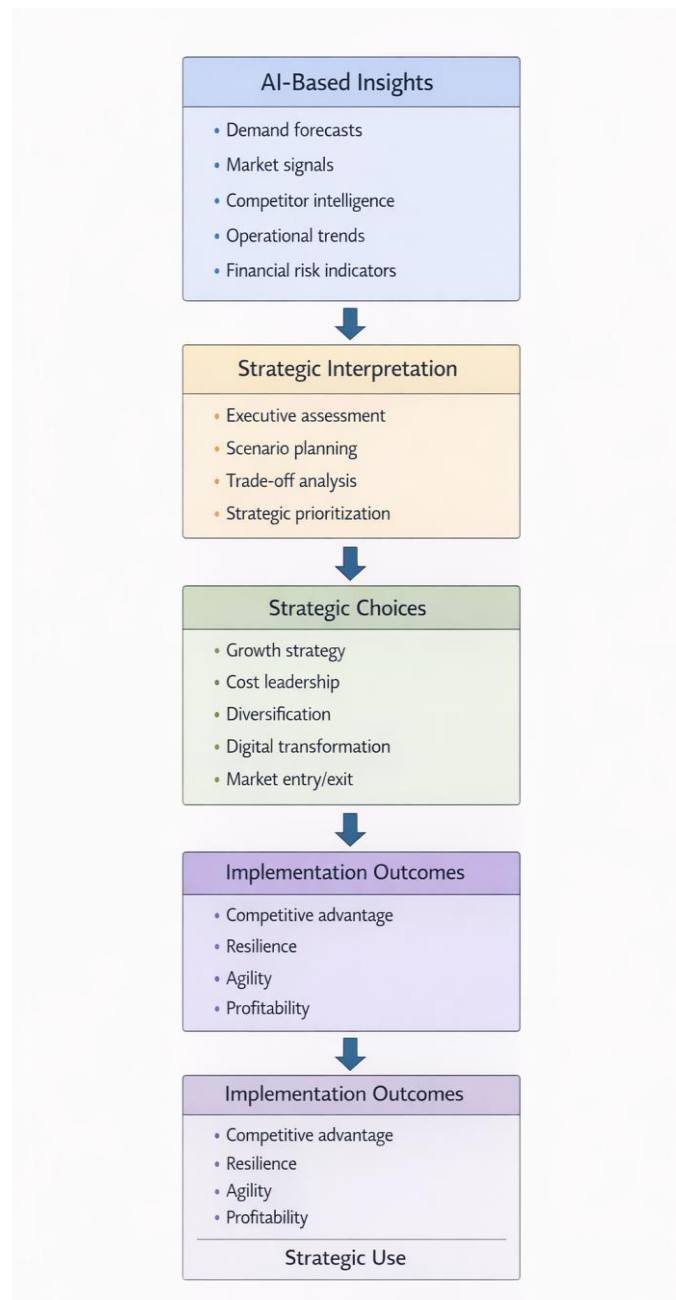 AI-Based Insights
• Demand forecasts
• Market signals
• Competitor intelligence
• Operational trends
• Financial risk indicators
Strategic Interpretation
• Executive assessment
• Scenario planning
• Trade-off analysis
• Strategic prioritization
Strategic Choices
• Growth strategy
• Cost leadership
• Diversification
• Digital transformation
• Market entry/exit
Implementation Outcomes
• Competitive advantage
• Resilience
• Agility
• Profitability
Implementation Outcomes
• Competitive advantage
• Resilience
• Agility
• Profitability
Strategic Use